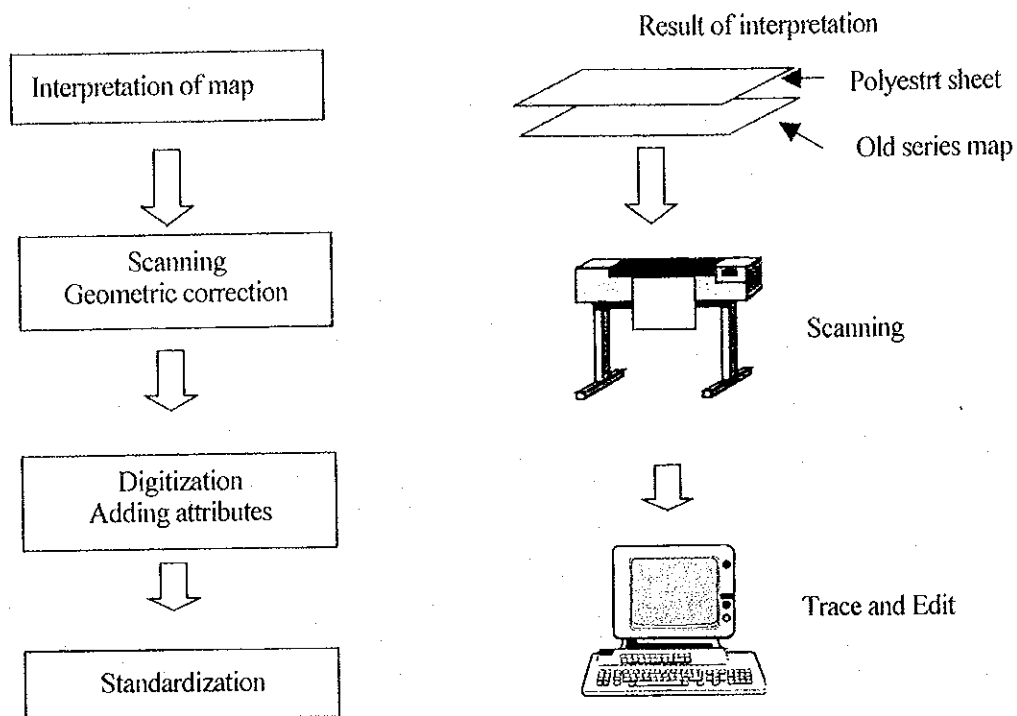 Result of interpretation
Interpretation of map
Polyestrt sheet
Old series map
Scanning
Geometric correction
Scanning
Digitization
Adding attributes
Trace and Edit
Standardization